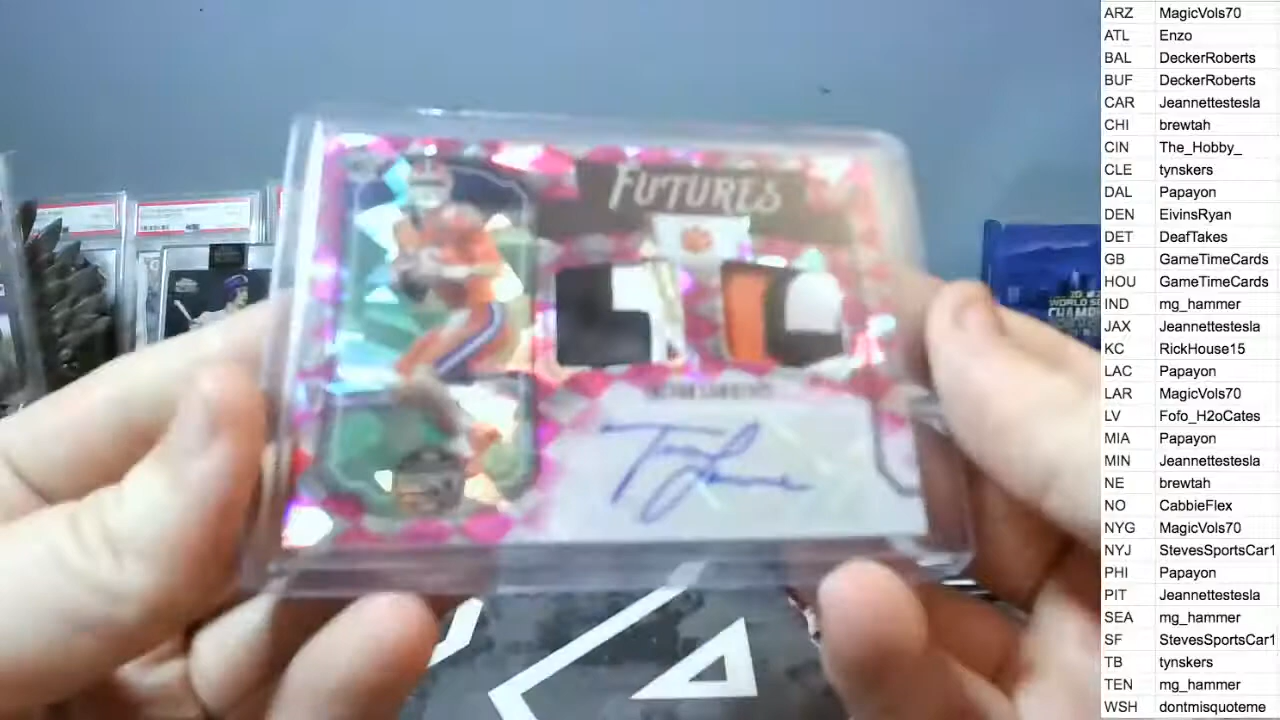 FUTURES
ARZ MagicVols70
ATL Enzo
BAL DeckerRoberts
BUF DeckerRoberts
CAR Jeannettestesla
CHI brewtah
CIN The_Hobby_
CLE tynskers
DAL Papayon
DEN EivinsRyan
DET DeafTakes
GB GameTimeCards
HOU GameTimeCards
IND mg_hammer
JAX Jeannettestesla
KC RickHouse15
LAC Papayon
LAR MagicVols70
LV Fofo_H2oCates
MIA Papayon
MIN Jeannettestesla
NE brewtah
NO CabbieFlex
NYG MagicVols70
NYJ StevesSportsCar1
PHI Papayon
PIT Jeannettestesla
SEA mg_hammer
SF StevesSportsCar1
TB tynskers
TEN mg_hammer
WSH dontmisquoteme